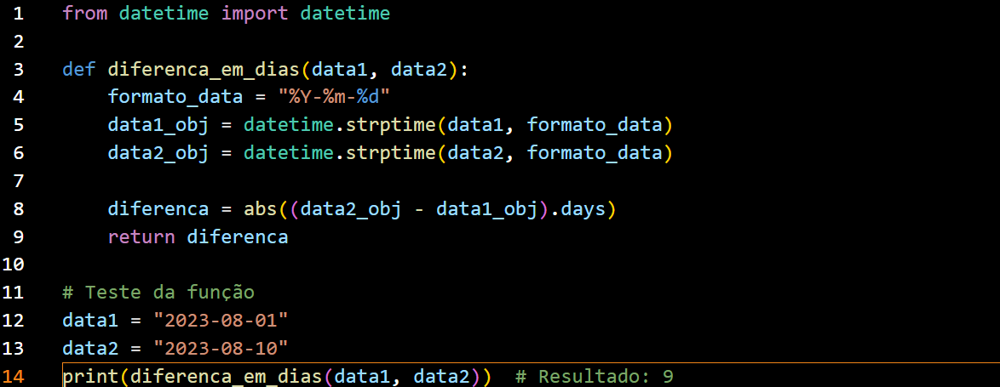 1 from datetime import datetime
2
3 def diferenca_em_dias(data1, data2):
4     formato_data = "%Y-%m-%d"
5     data1_obj = datetime.strptime(data1, formato_data)
6     data2_obj = datetime.strptime(data2, formato_data)
7
8     diferenca = abs((data2_obj - data1_obj).days)
9     return diferenca
10
11 # Teste da função
12 data1 = "2023-08-01"
13 data2 = "2023-08-10"
14 print(diferenca_em_dias(data1, data2))  # Resultado: 9